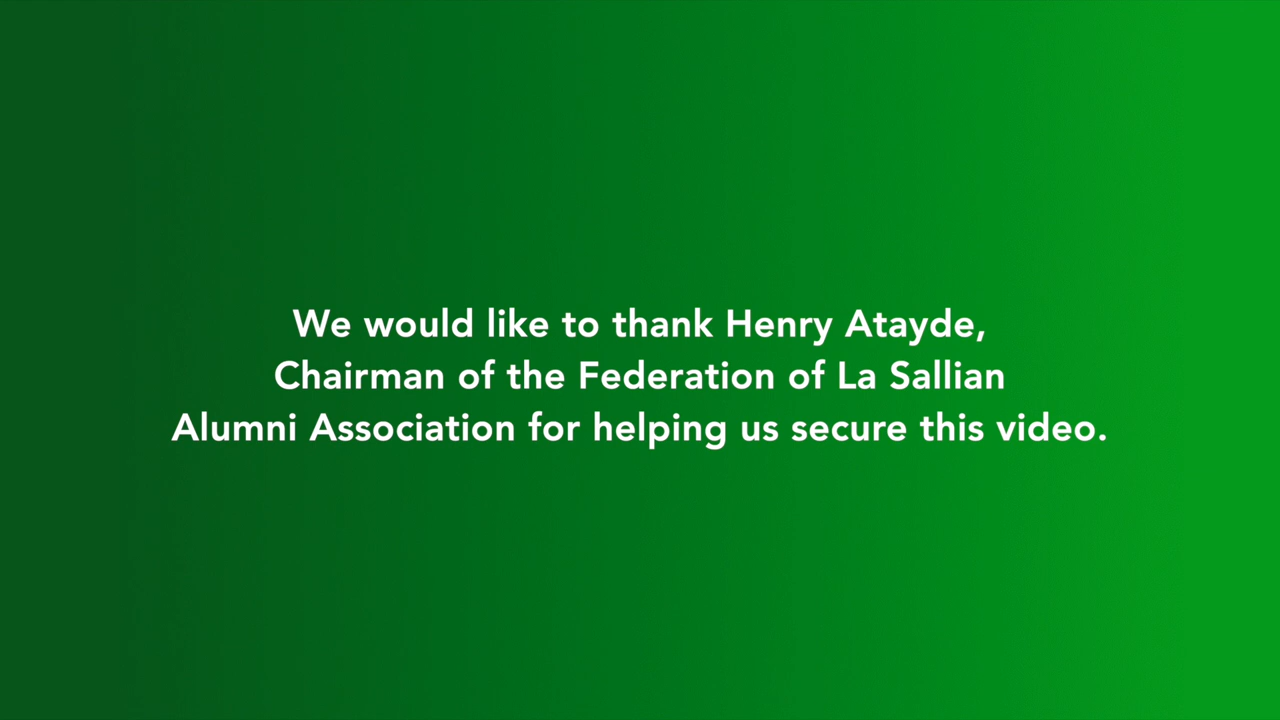 We would like to thank Henry Atayde,
Chairman of the Federation of La Sallian
Alumni Association for helping us secure this video.